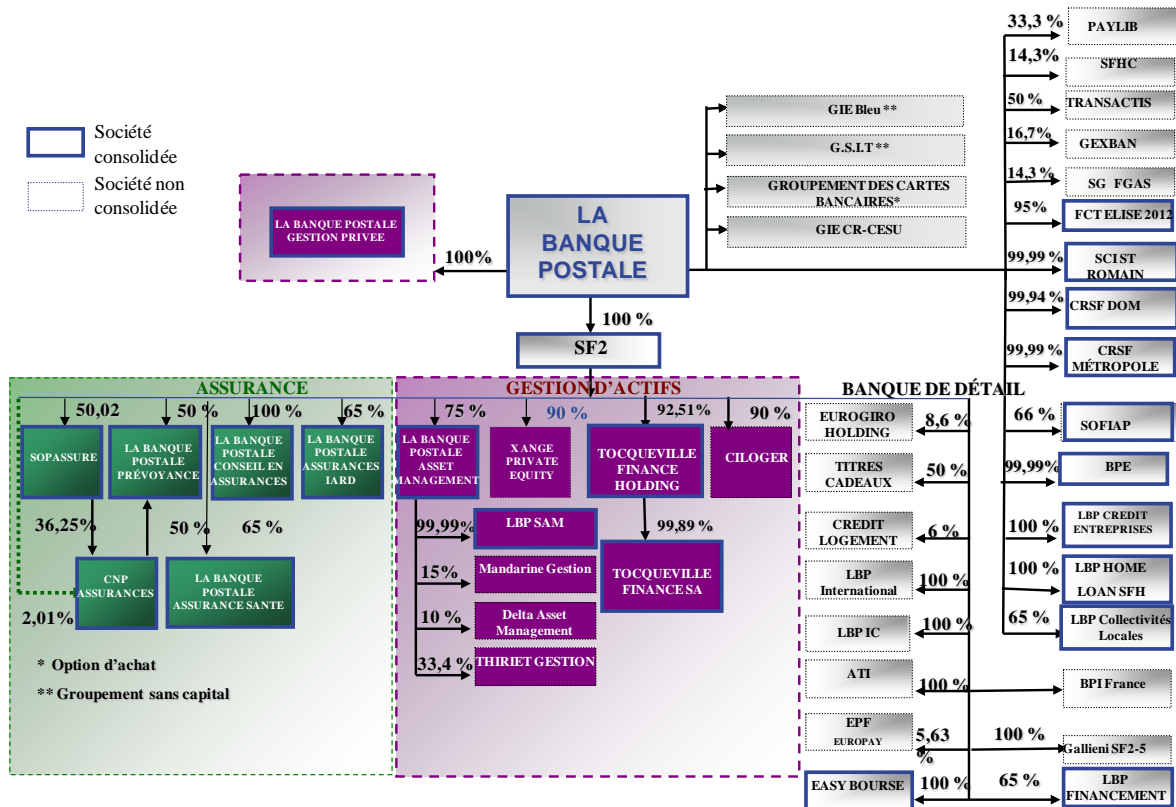 33,3 %
PAYLIB
14,3%
SFHC
50 %
TRANSACTIS
16,7%
GEXBAN
14,3 %
SG FGAS
95%
FCT ELISE 2012
99,99 %
SCI ST
ROMAIN
99,94 %
CRSF DOM
99,99 %
CRSF
MÉTROPOLE
Société
consolidée
Société non
consolidée
GIE Bleu **
G.S.I.T **
GROUPEMENT DES CARTES
BANCAIRES*
GIE CR-CESU
LA BANQUE POSTALE
GESTION PRIVEE
100%
LA
BANQUE
POSTALE
100 %
SF2
ASSURANCE
50,02
50 %
100 %
65 %
SOPASSURE
LA BANQUE
POSTALE
PRÉVOYANCE
LA BANQUE
POSTALE
CONSEIL EN
ASSURANCES
LA BANQUE
POSTALE
ASSURANCES
IARD
36,25%
50 %
65 %
CNP
ASSURANCES
LA BANQUE
POSTALE
ASSURANCE SANTE
2,01%
* Option d'achat
** Groupement sans capital
GESTION D'ACTIFS
75 %
90 %
92,51%
90 %
LA BANQUE
POSTALE
ASSET
MANAGEMENT
XANGE
PRIVATE
EQUITY
TOCQUEVILLE
FINANCE
HOLDING
CILOGER
99,99%
LBP SAM
99,89 %
15%
Mandarine Gestion
TOCQUEVILLE
FINANCE SA
10 %
Delta Asset
Management
33,4 %
THIRIET GESTION
BANQUE DE DÉTAIL
EUROGIRO
HOLDING
8,6 %
66 %
SOFIAP
TITRES
CADEAUX
50 %
99,99%
BPE
CREDIT
LOGEMENT
6 %
100 %
LBP CREDIT
ENTREPRISES
LBP
International
100 %
100 %
LBP HOME
LOAN SFH
LBP IC
100 %
65 %
LBP Collectivités
Locales
ATI
100 %
BPI France
EPF
EUROPAY
5,63
%
100 %
Gallieni SF2-5
EASY BOURSE
100 %
65 %
LBP
FINANCEMENT